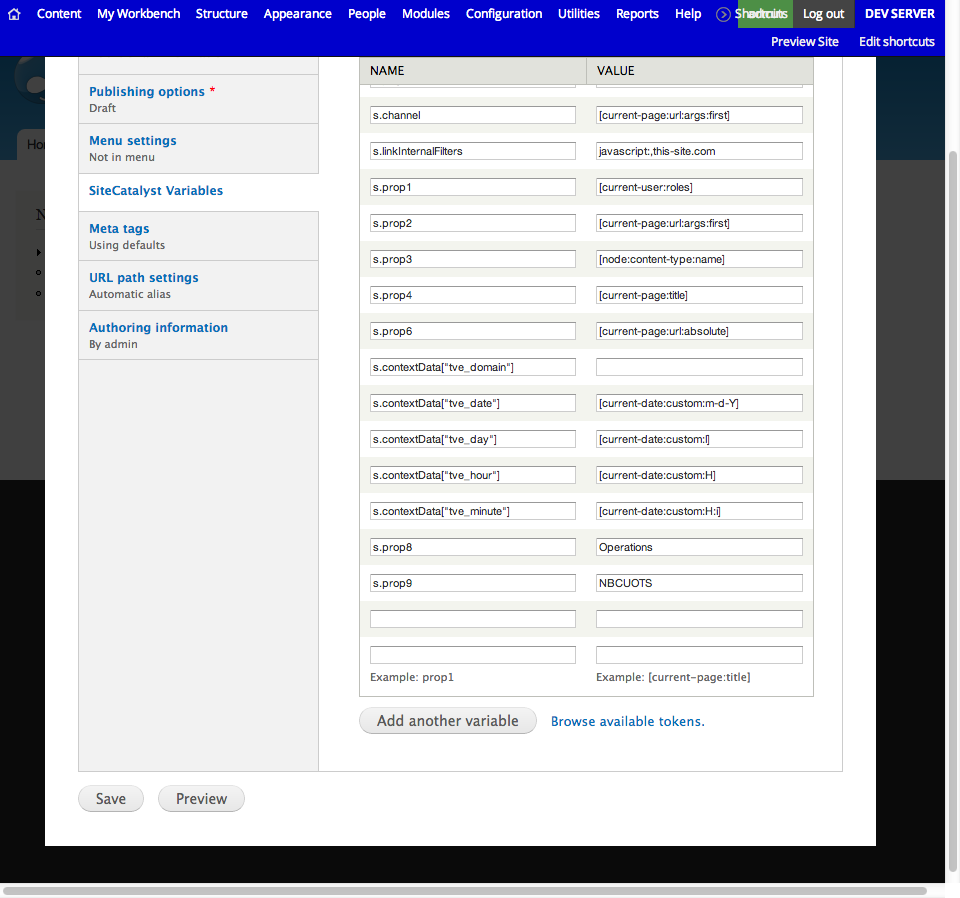 Content My Workbench Structure Appearance People Modules Configuration Utilities Reports Help Shortcuts Log out DEV SERVER
Preview Site Edit shortcuts
NAME VALUE
Publishing options *
Draft
Menu settings
Not in menu
SiteCatalyst Variables
Meta tags
Using defaults
URL path settings
Automatic alias
Authoring information
By admin
s.channel [current-page:url:args:first]
s.linkInternalFilters javascript:,this-site.com
s.prop1 [current-user:roles]
s.prop2 [current-page:url:args:first]
s.prop3 [node:content-type:name]
s.prop4 [current-page:title]
s.prop6 [current-page:url:absolute]
s.contextData["tve_domain"]
s.contextData["tve_date"] [current-date:custom:m-d-Y]
s.contextData["tve_day"] [current-date:custom:l]
s.contextData["tve_hour"] [current-date:custom:H]
s.contextData["tve_minute"] [current-date:custom:H:i]
s.prop8 Operations
s.prop9 NBCUOTS
Example: prop1 Example: [current-page:title]
Add another variable Browse available tokens.
Save Preview